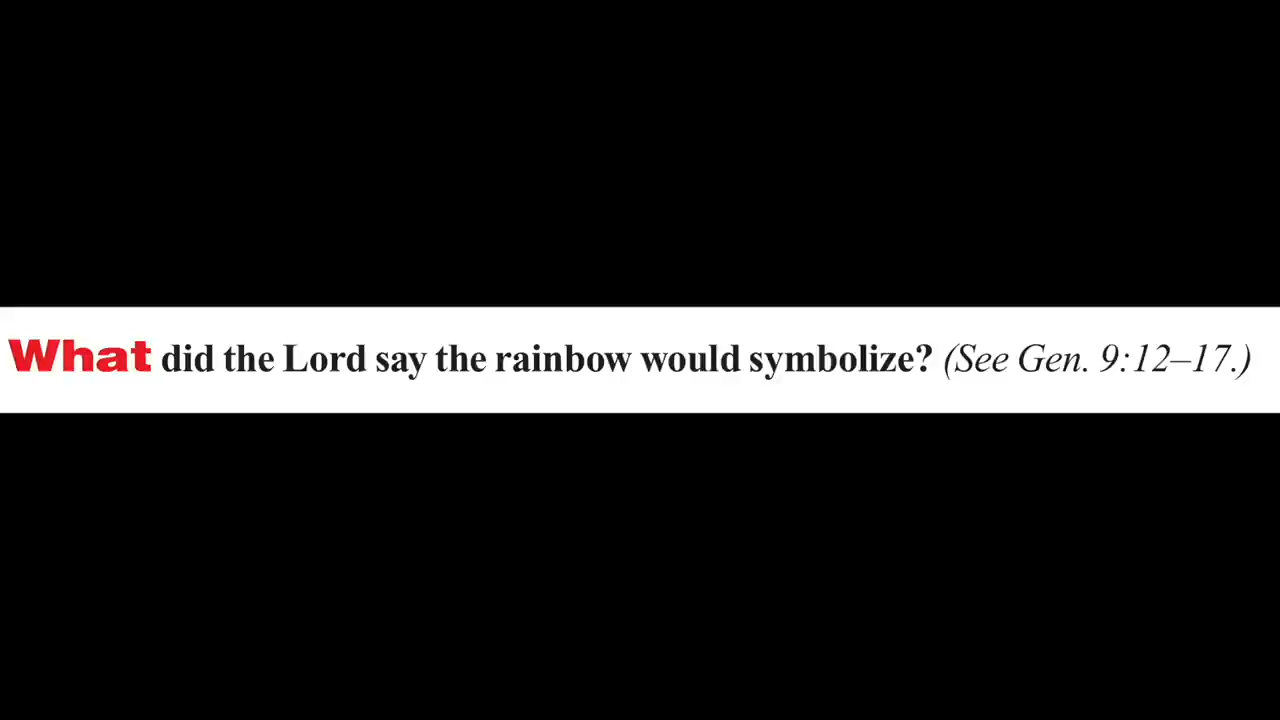 What did the Lord say the rainbow would symbolize? (See Gen. 9:12–17.)